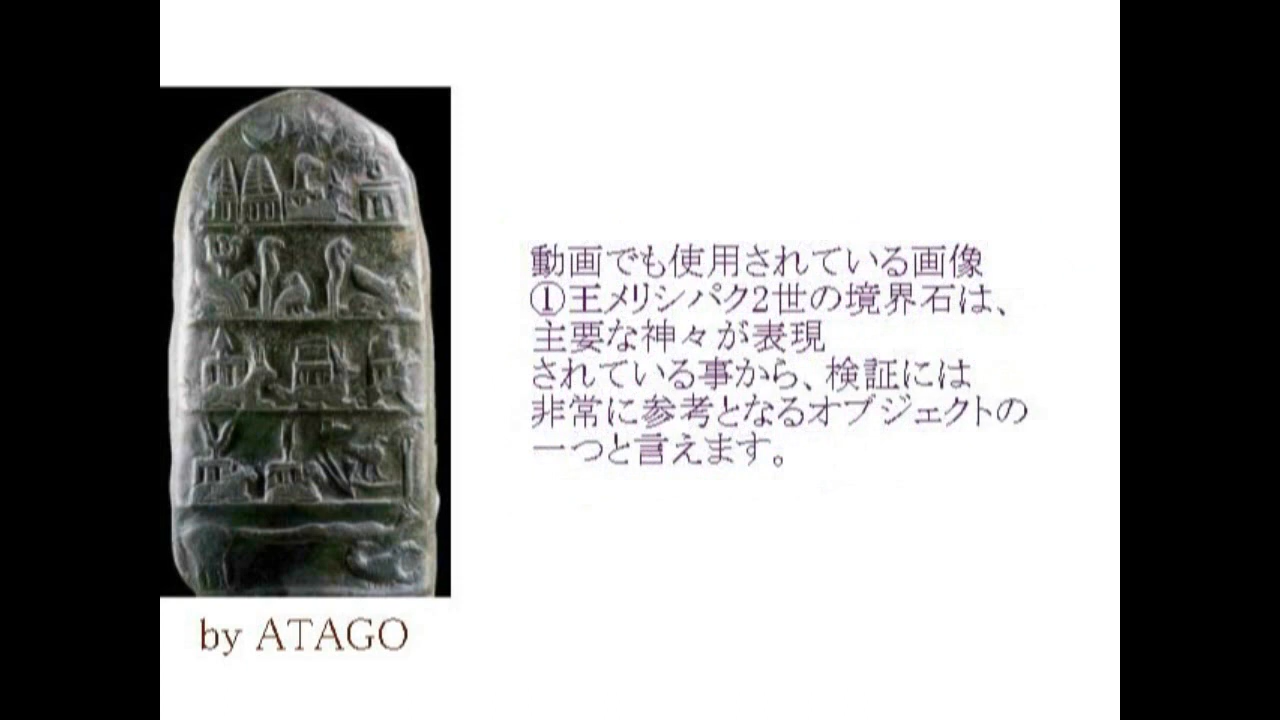 動画でも使用されている画像
①王メリシパク2世の境界石は、
主要な神々が表現
されている事から、検証には
非常に参考となるオブジェクトの
一つと言えます。
by ATAGO